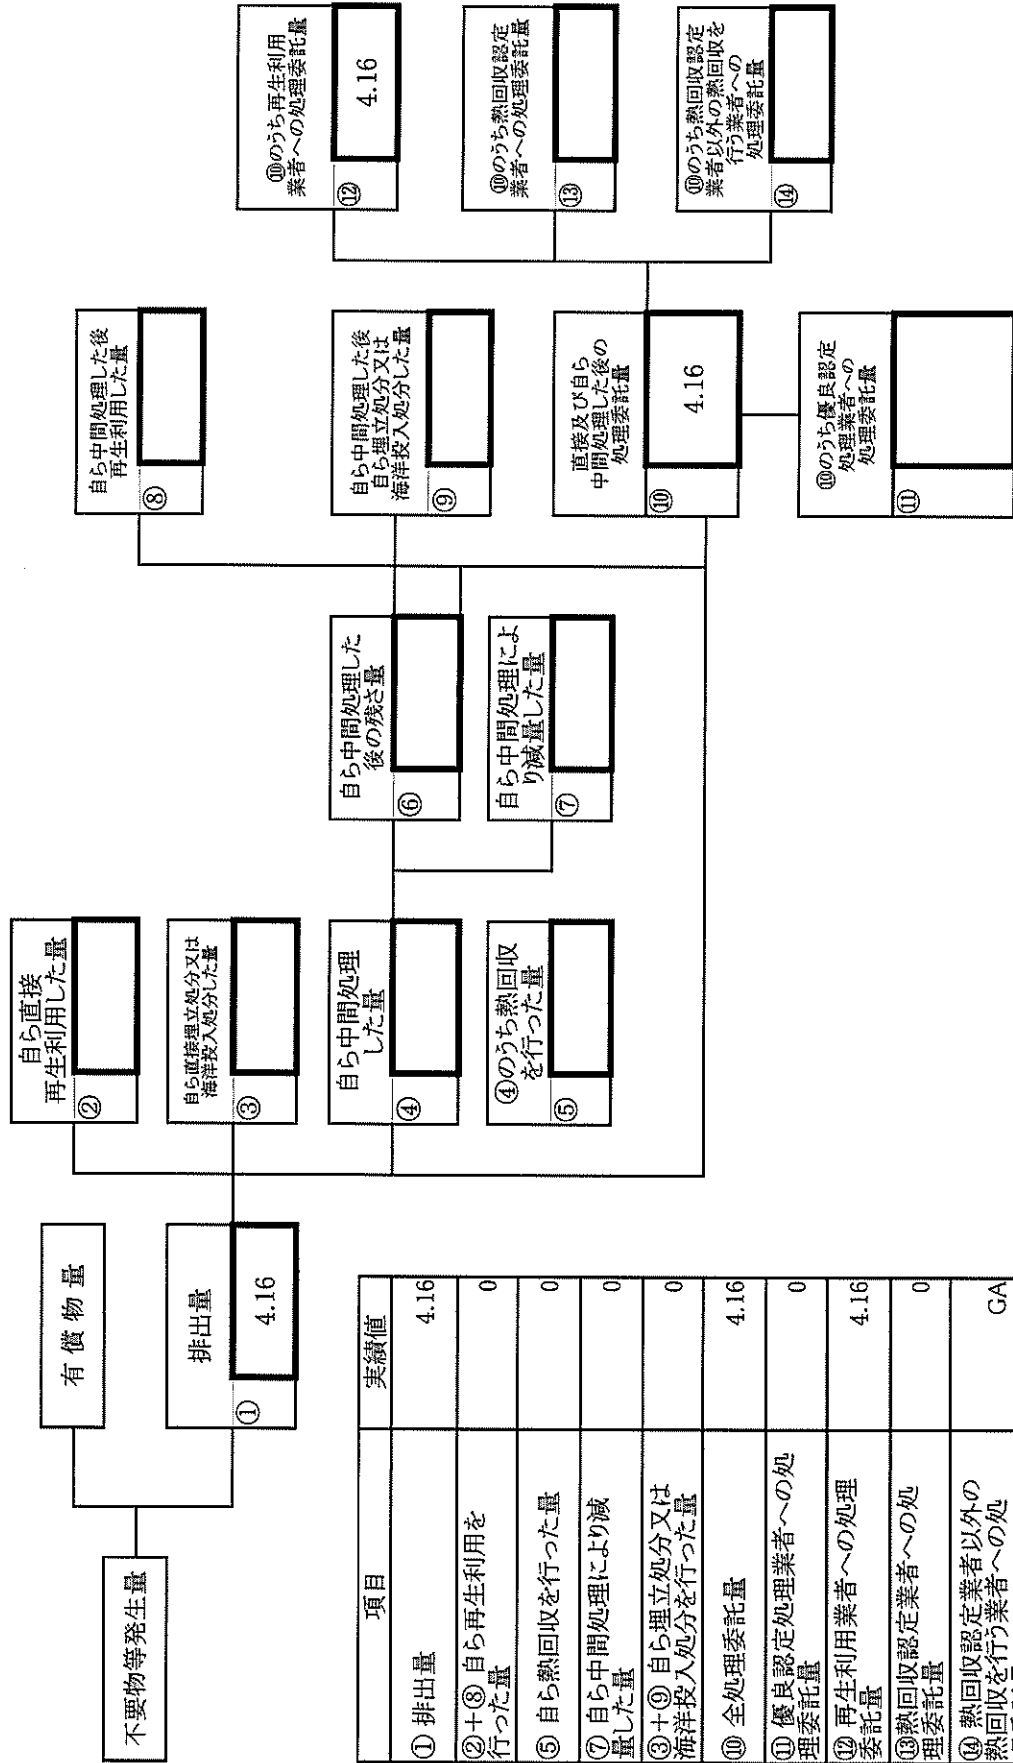 不要物等発生量
有償物量
排出量
①
4.16
自ら直接
再生利用した量
②
自ら直接埋立処分又は
海洋投入処分した量
③
自ら中間処理
した量
④
④のうち熱回収
を行った量
⑤
自ら中間処理した
後の残さ量
⑥
自ら中間処理によ
り減量した量
⑦
自ら中間処理した後
再生利用した量
⑧
自ら中間処理した後
自ら埋立処分又は
海洋投入処分した量
⑨
直接及び自ら
中間処理した後の
処理委託量
⑩
4.16
⑩のうち優良認定
処理業者への
処理委託量
⑪
⑩のうち再生利用
業者への処理委託量
⑫
4.16
⑩のうち熱回収認定
業者への処理委託量
⑬
⑩のうち熱回収認定
業者以外の熱回収を
行う業者への
処理委託量
⑭
項目 実績値
① 排出量 4.16
②+⑧ 自ら再生利用を
行った量 0
⑤ 自ら熱回収を行った量 0
⑦ 自ら中間処理により減
量した量 0
③+⑨ 自ら埋立処分又は
海洋投入処分を行った量 0
⑩ 全処理委託量 4.16
⑪ 優良認定処理業者への処
理委託量 0
⑫ 再生利用業者への処理
委託量 4.16
⑬熱回収認定業者への処
理委託量 0
⑭ 熱回収認定業者以外の
熱回収を行う業者への処
GA